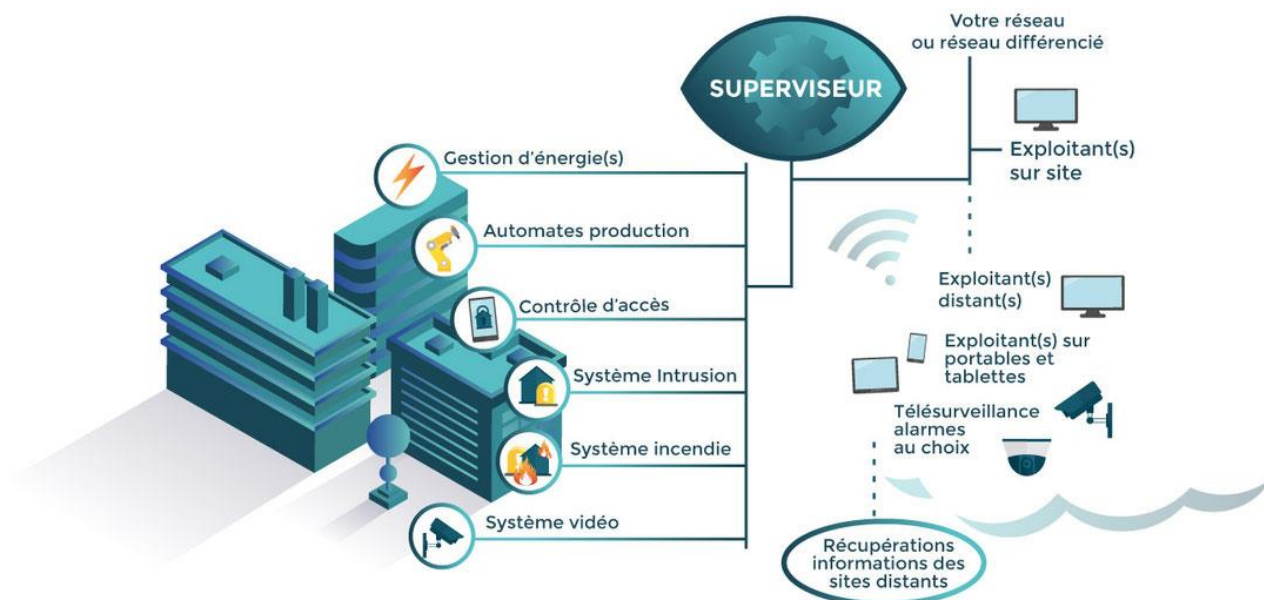 SUPERVISEUR
Votre réseau
ou réseau différencié
Exploitant(s)
sur site
Gestion d'énergie(s)
Automates production
Contrôle d'accès
Système Intrusion
Système incendie
Système vidéo
Exploitant(s)
distant(s)
Exploitant(s) sur
portables et
tablettes
Télésurveillance
alarmes
au choix
Récupérations
informations des
sites distants